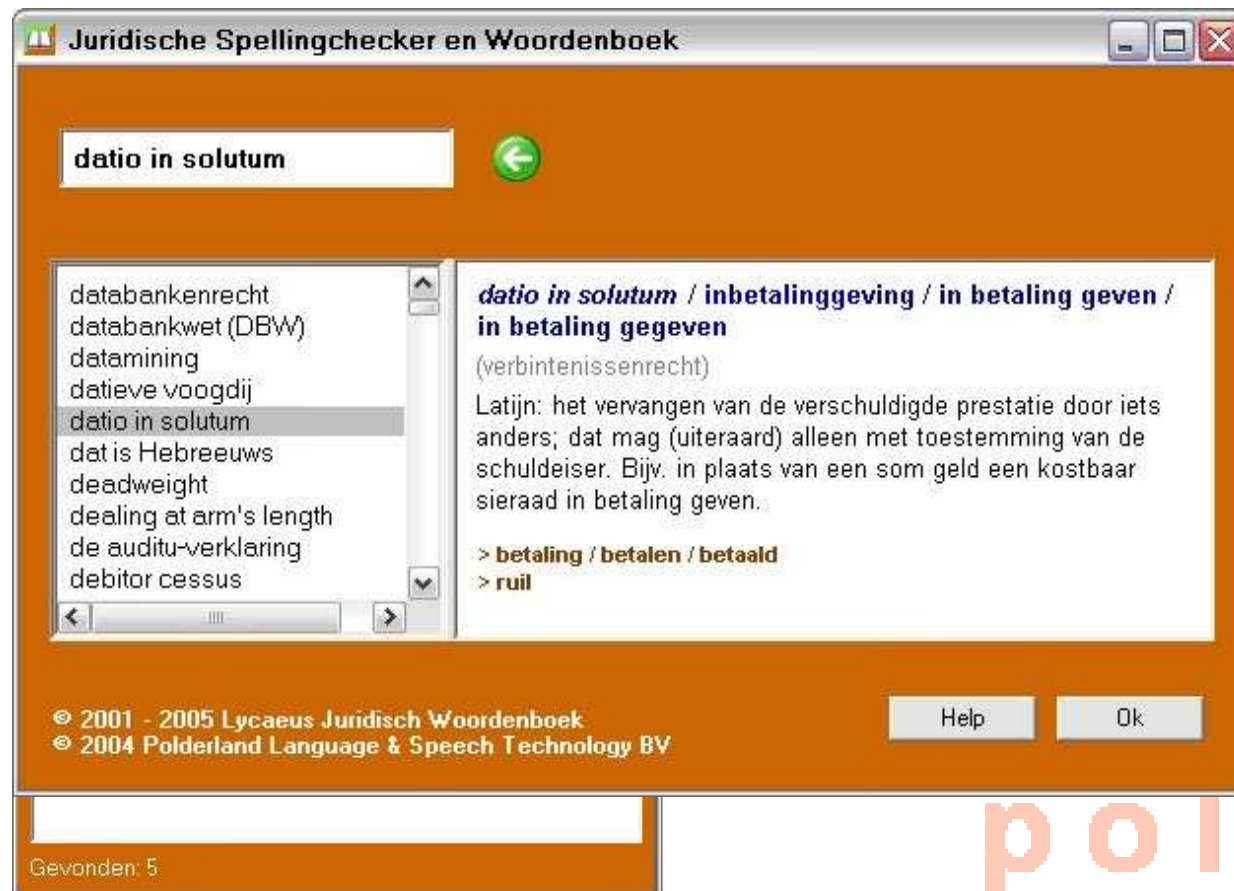 Juridische Spellingchecker en Woordenboek
datio in solutum
databankenrecht
databankwet (DBW)
datamining
datieve voogdij
datio in solutum
dat is Hebreeuws
deadweight
dealing at arm's length
de auditu-verklaring
debitor cessus
datio in solutum / inbetalinggeving / in betaling geven /
in betaling gegeven
(verbintenissenrecht)
Latijn: het vervangen van de verschuldigde prestatie door iets
anders; dat mag (uiteraard) alleen met toestemming van de
schuldeiser. Bijv. in plaats van een som geld een kostbaar
sieraad in betaling geven.
> betaling / betalen / betaald
> ruil
© 2001 - 2005 Lycaeus Juridisch Woordenboek
© 2004 Polderland Language & Speech Technology BV
Help
Ok
Gevonden: 5
pol